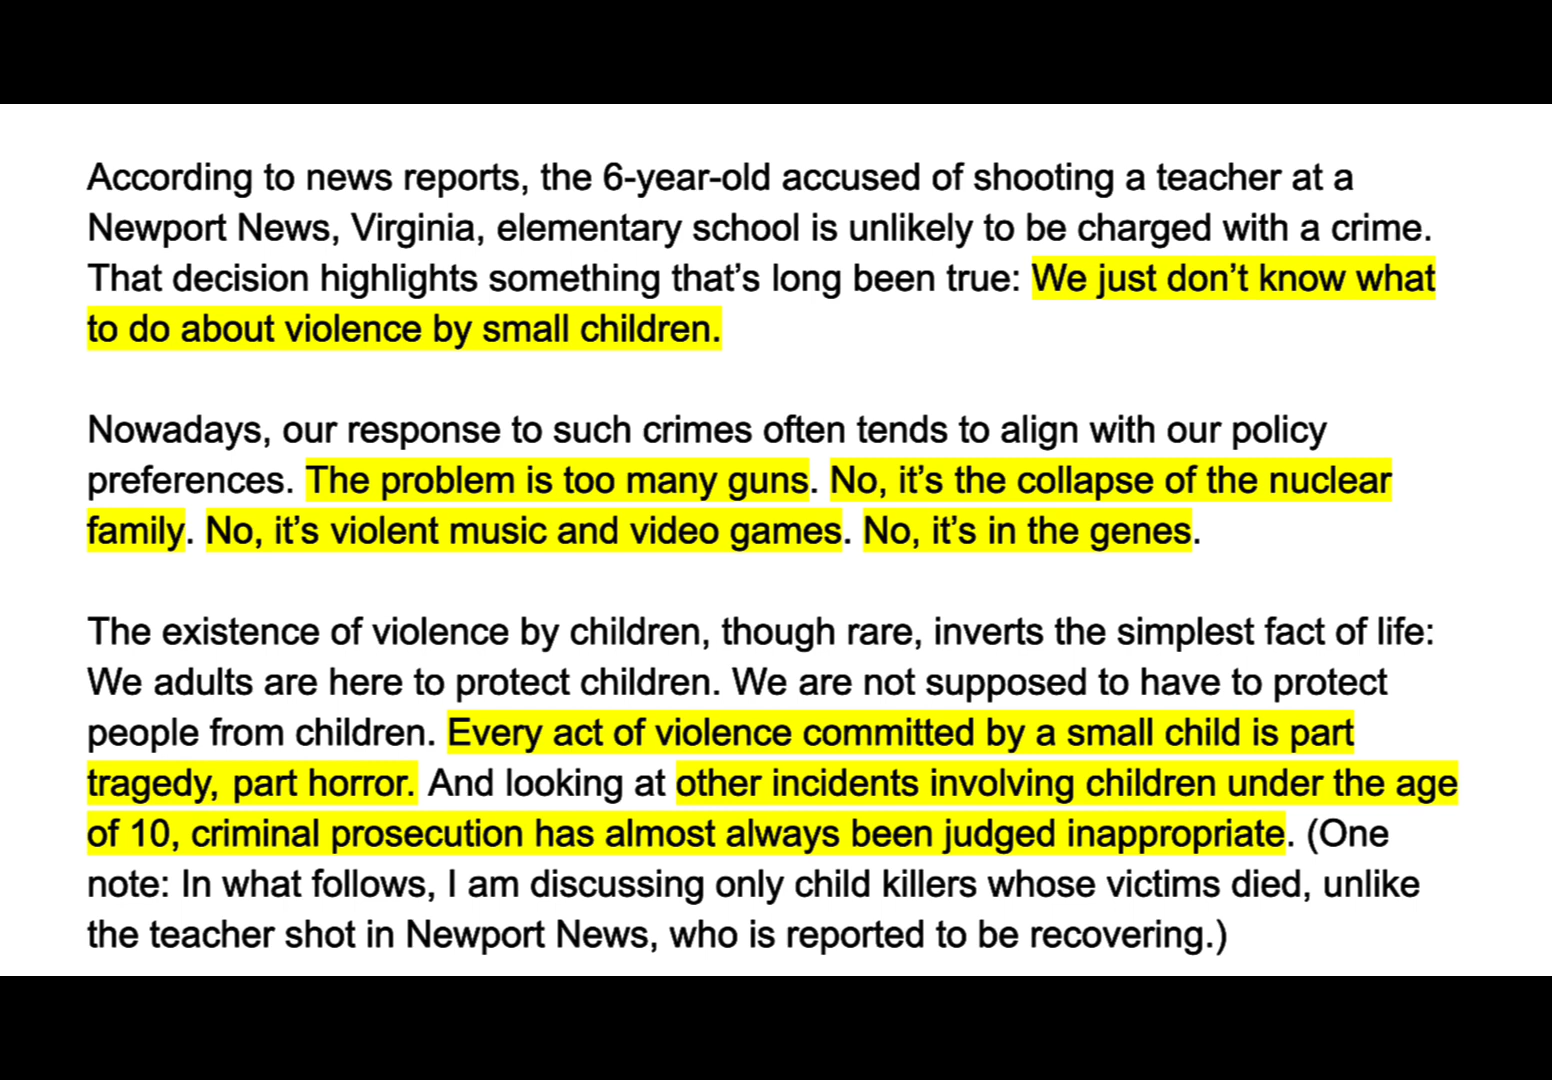 According to news reports, the 6-year-old accused of shooting a teacher at a
Newport News, Virginia, elementary school is unlikely to be charged with a crime.
That decision highlights something that’s long been true: We just don’t know what
to do about violence by small children.
Nowadays, our response to such crimes often tends to align with our policy
preferences. The problem is too many guns. No, it’s the collapse of the nuclear
family. No, it’s violent music and video games. No, it’s in the genes.
The existence of violence by children, though rare, inverts the simplest fact of life:
We adults are here to protect children. We are not supposed to have to protect
people from children. Every act of violence committed by a small child is part
tragedy, part horror. And looking at other incidents involving children under the age
of 10, criminal prosecution has almost always been judged inappropriate. (One
note: In what follows, I am discussing only child killers whose victims died, unlike
the teacher shot in Newport News, who is reported to be recovering.)